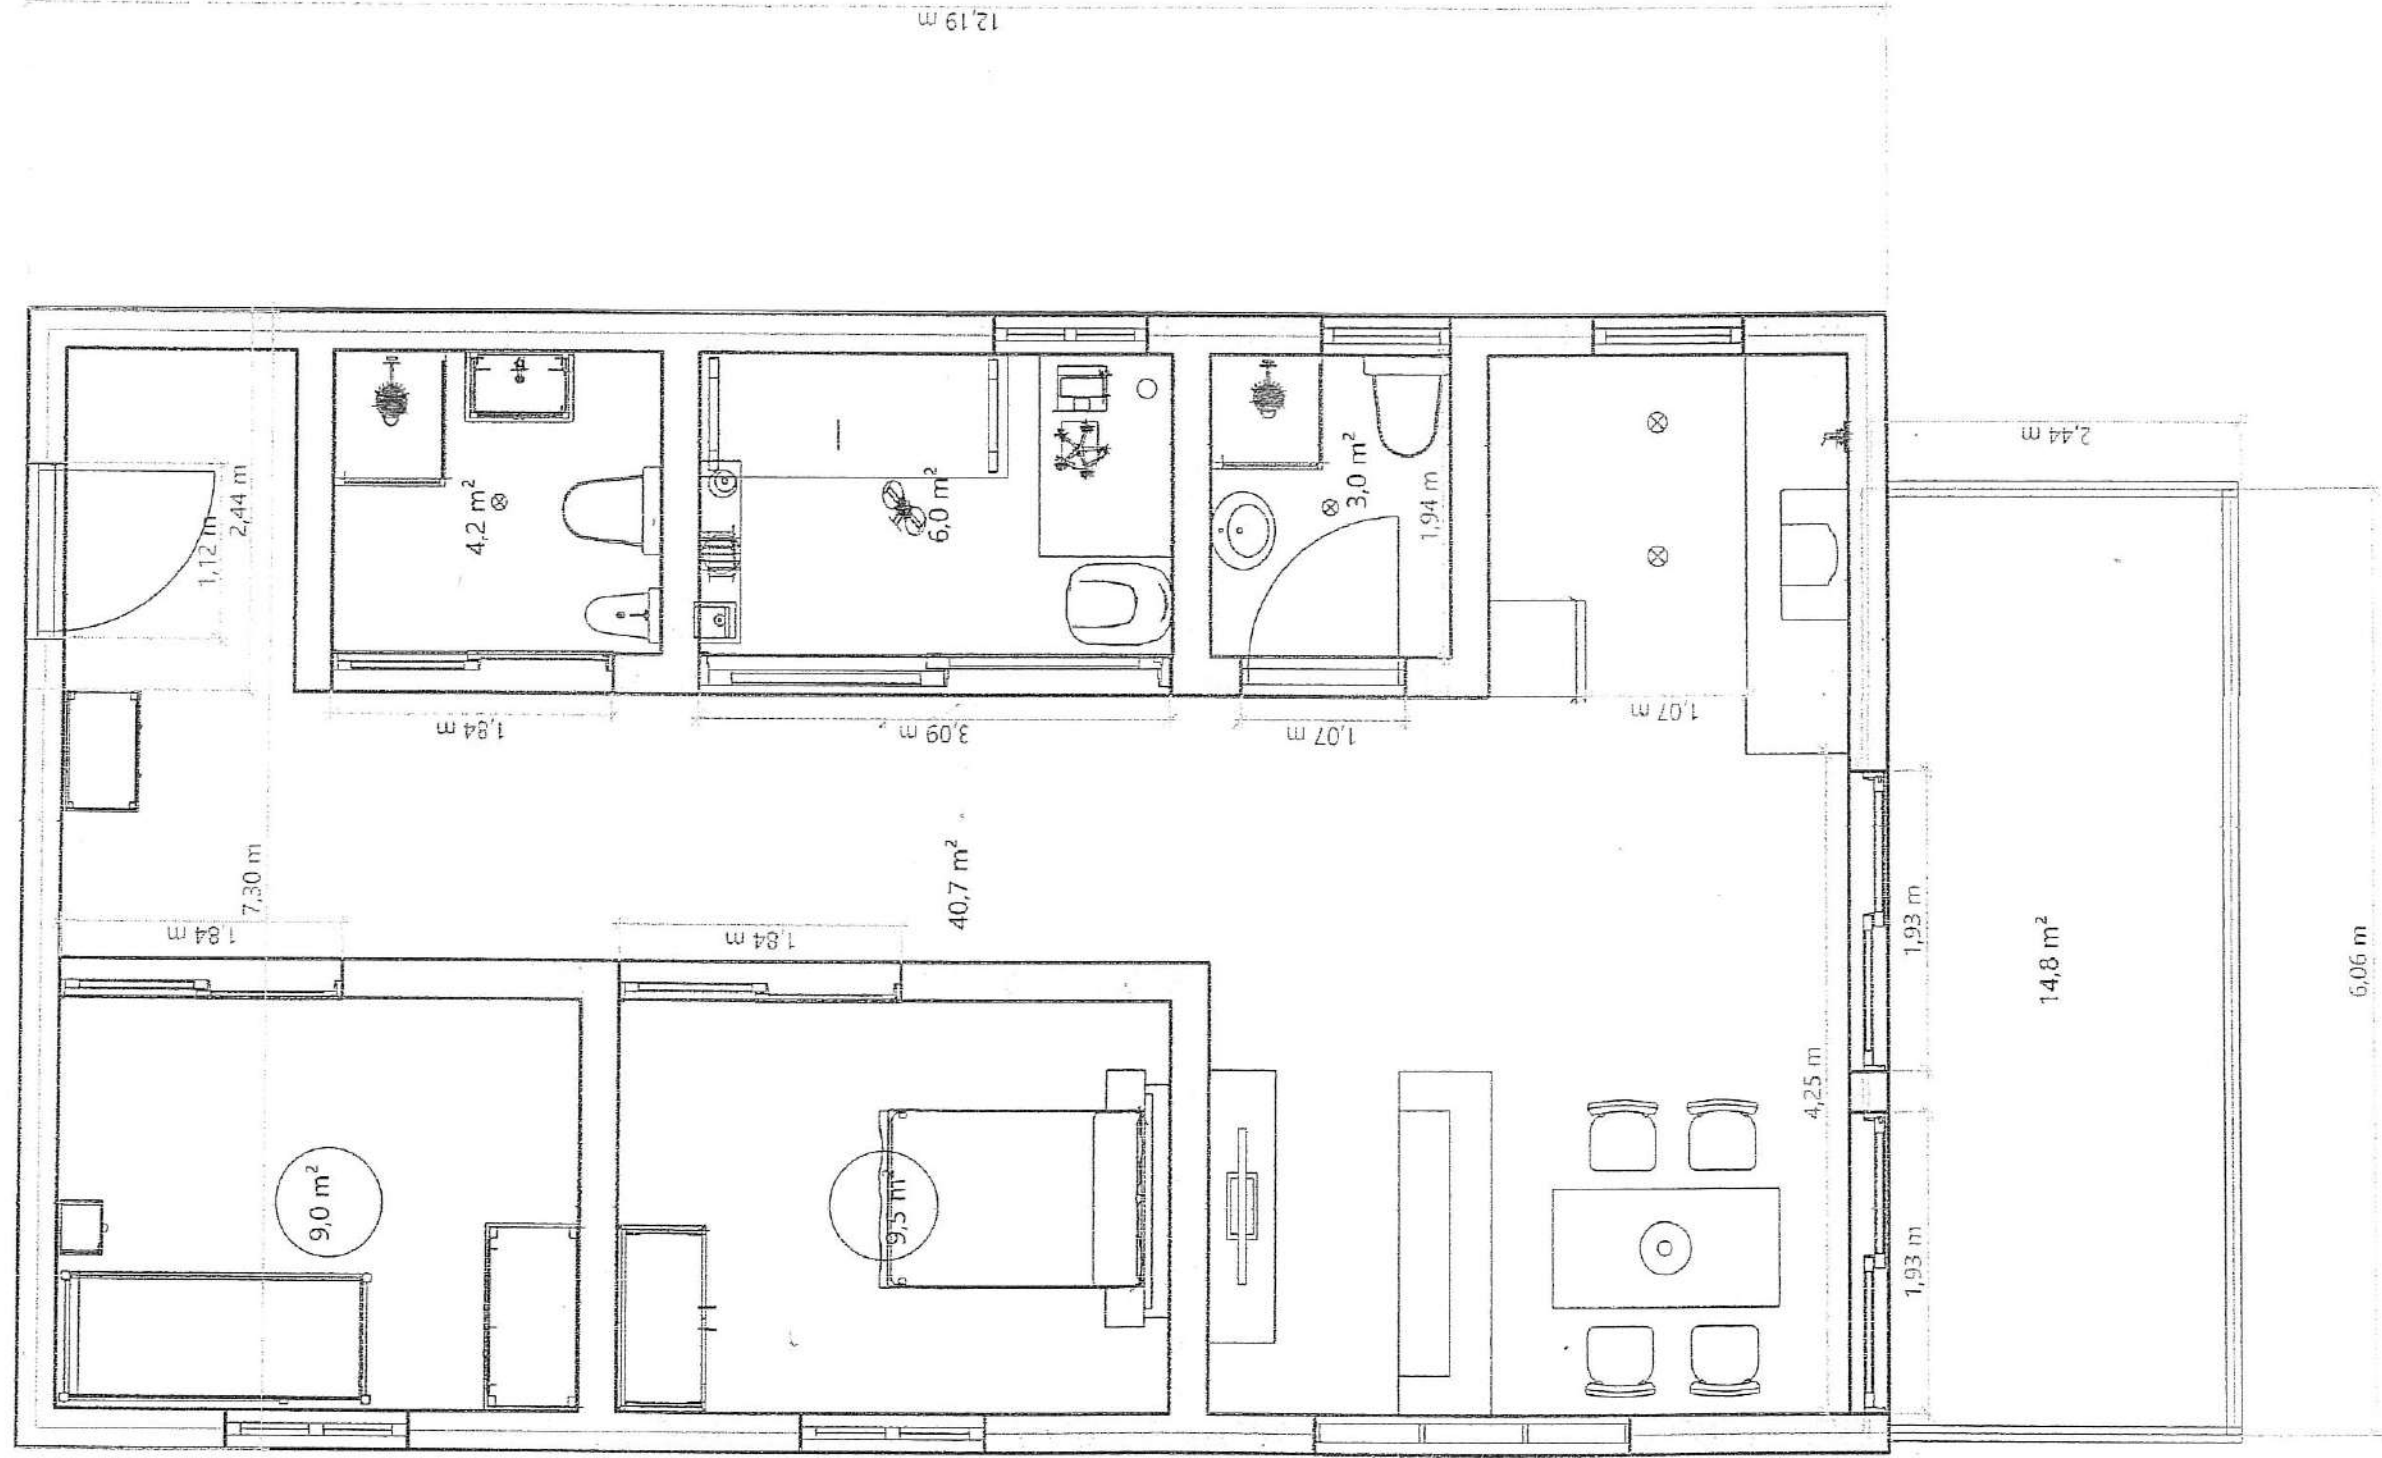 12,19 m
2,44 m
1,12 m
2,44 m
4,2 m²
6,0 m²
3,0 m²
1,94 m
1,84 m
3,09 m
1,07 m
1,07 m
7,30 m
1,84 m
1,84 m
40,7 m²
1,93 m
14,8 m²
6,06 m
4,25 m
9,0 m²
9,5 m²
1,93 m